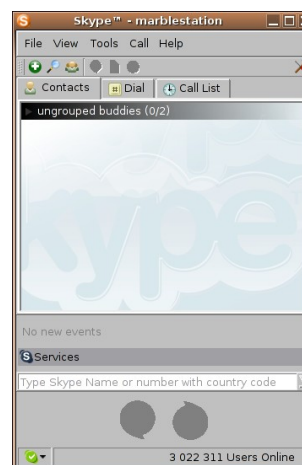 Skype™ - marblestation
File View Tools Call Help
Contacts Dial Call List
ungrouped buddies (0/2)
skype
No new events
Services
Type Skype Name or number with country code
3 022 311 Users Online